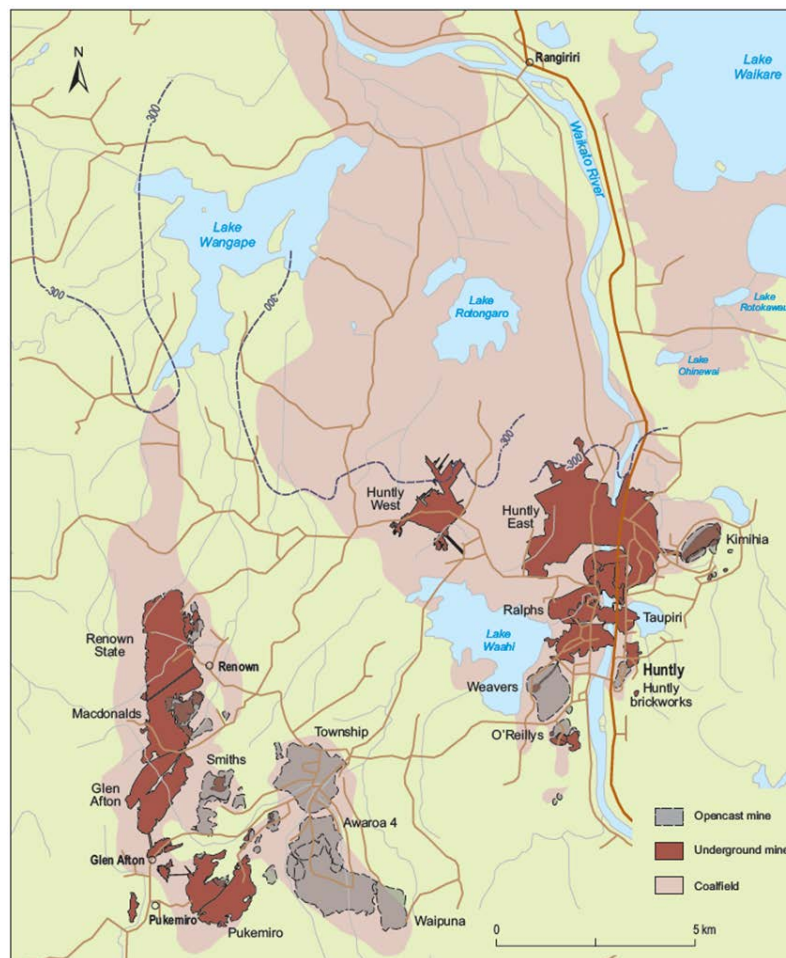 N
Rangiriri
Lake
Waikare
Waikato River
-300
Lake
Wangape
-300
300
Lake
Rotongaro
Lake
Rotokawau
Lake
Ohinewai
-300
-300
Huntly
West
Huntly
East
Kimihia
Ralphs
Taupiri
Renown
State
Renown
Lake
Waahi
Weavers
Huntly
Huntly
brickworks
Macdonalds
Township
O'Reillys
Smiths
Glen
Afton
Awaroa 4
Opencast mine
Underground mine
Coalfield
Glen Afton
Pukemiro
Pukemiro
Waipuna
0
5 km